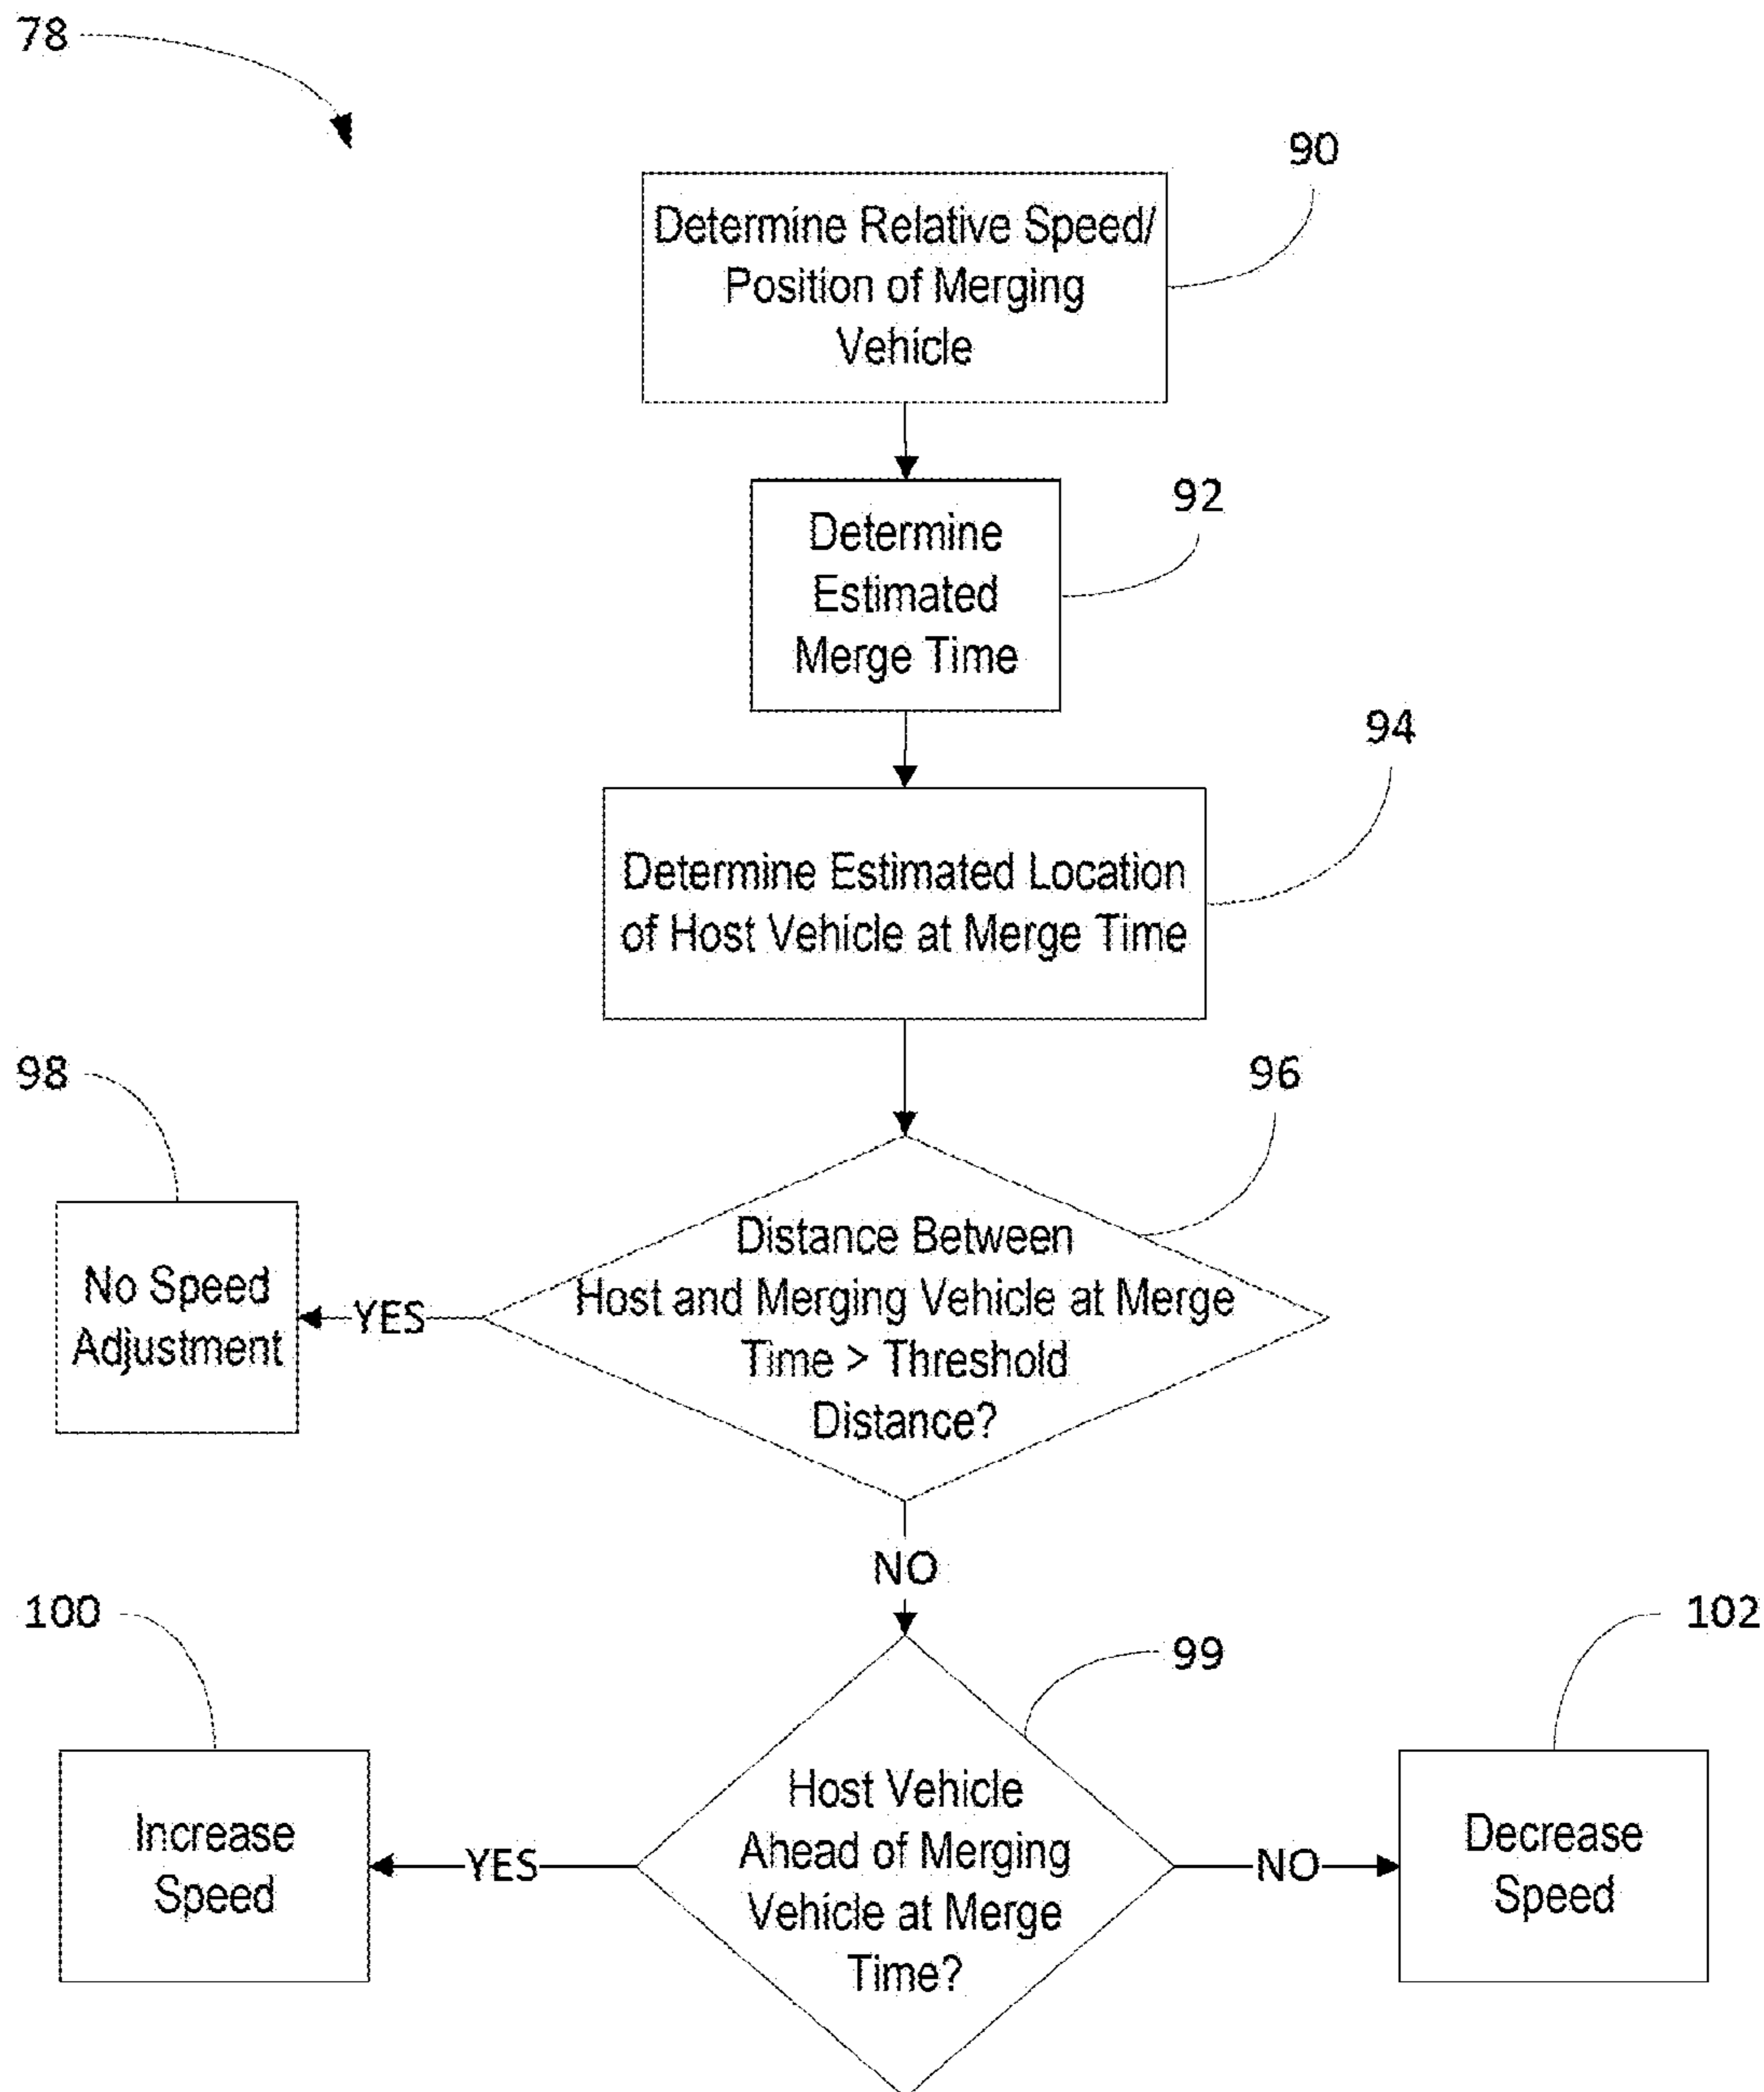 78
90
Determine Relative Speed/
Position of Merging
Vehicle
92
Determine
Estimated
Merge Time
94
Determine Estimated Location
of Host Vehicle at Merge Time
98
96
No Speed
Adjustment
YES
Distance Between
Host and Merging Vehicle at Merge
Time > Threshold
Distance?
NO
100
99
102
Increase
Speed
YES
Host Vehicle
Ahead of Merging
Vehicle at Merge
Time?
NO
Decrease
Speed